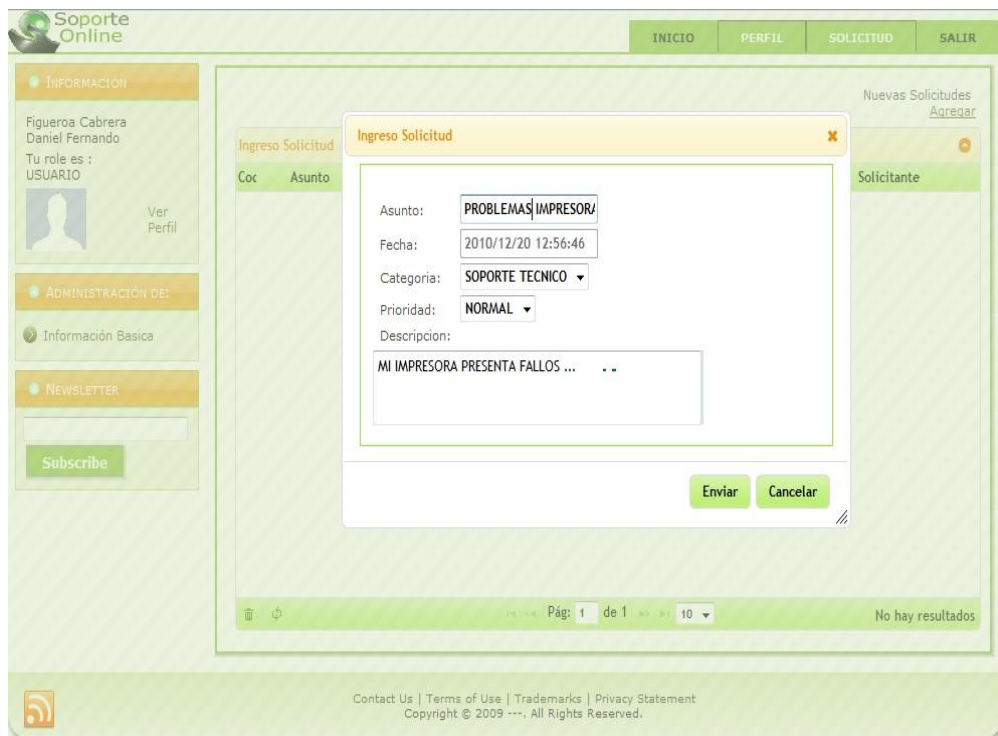 Soporte
Online
INICIO
PERFIL
SOLICITUD
SALIR
INFORMACIÓN
Figueroa Cabrera
Daniel Fernando
Tu role es :
USUARIO
Ver
Perfil
ADMINISTRACIÓN DE:
Información Basica
NEWSLETTER
Subscribe
Nuevas Solicitudes
Agregar
Ingreso Solicitud
Coc Asunto Solicitante
Ingreso Solicitud
Asunto: PROBLEMAS IMPRESORA
Fecha: 2010/12/20 12:56:46
Categoria: SOPORTE TECNICO
Prioridad: NORMAL
Descripcion:
MI IMPRESORA PRESENTA FALLOS ...
Enviar Cancelar
Pág: 1 de 1 10 No hay resultados
Contact Us | Terms of Use | Trademarks | Privacy Statement
Copyright © 2009 ---. All Rights Reserved.